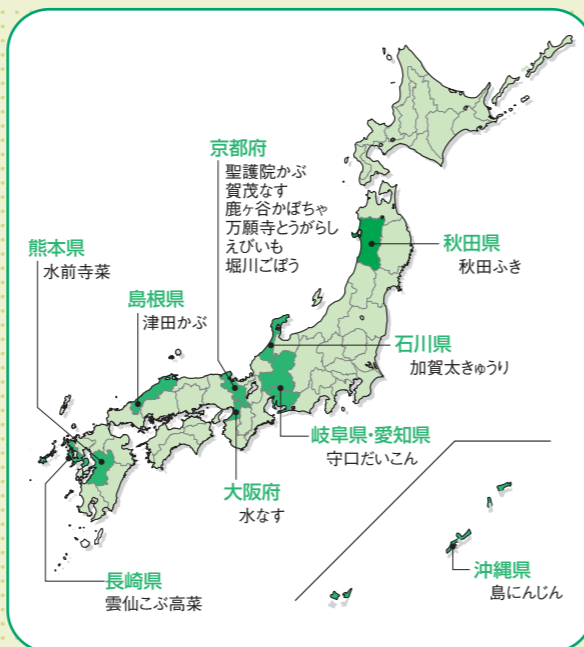 京都府
聖護院かぶ
賀茂なす
鹿ヶ谷かぼちゃ
万願寺とうがらし
えびいも
堀川ごぼう
熊本県
水前寺菜
島根県
津田かぶ
秋田県
秋田ふき
石川県
加賀太きゅうり
岐阜県・愛知県
守口だいこん
大阪府
水なす
長崎県
雲仙こぶ高菜
沖縄県
島にんじん